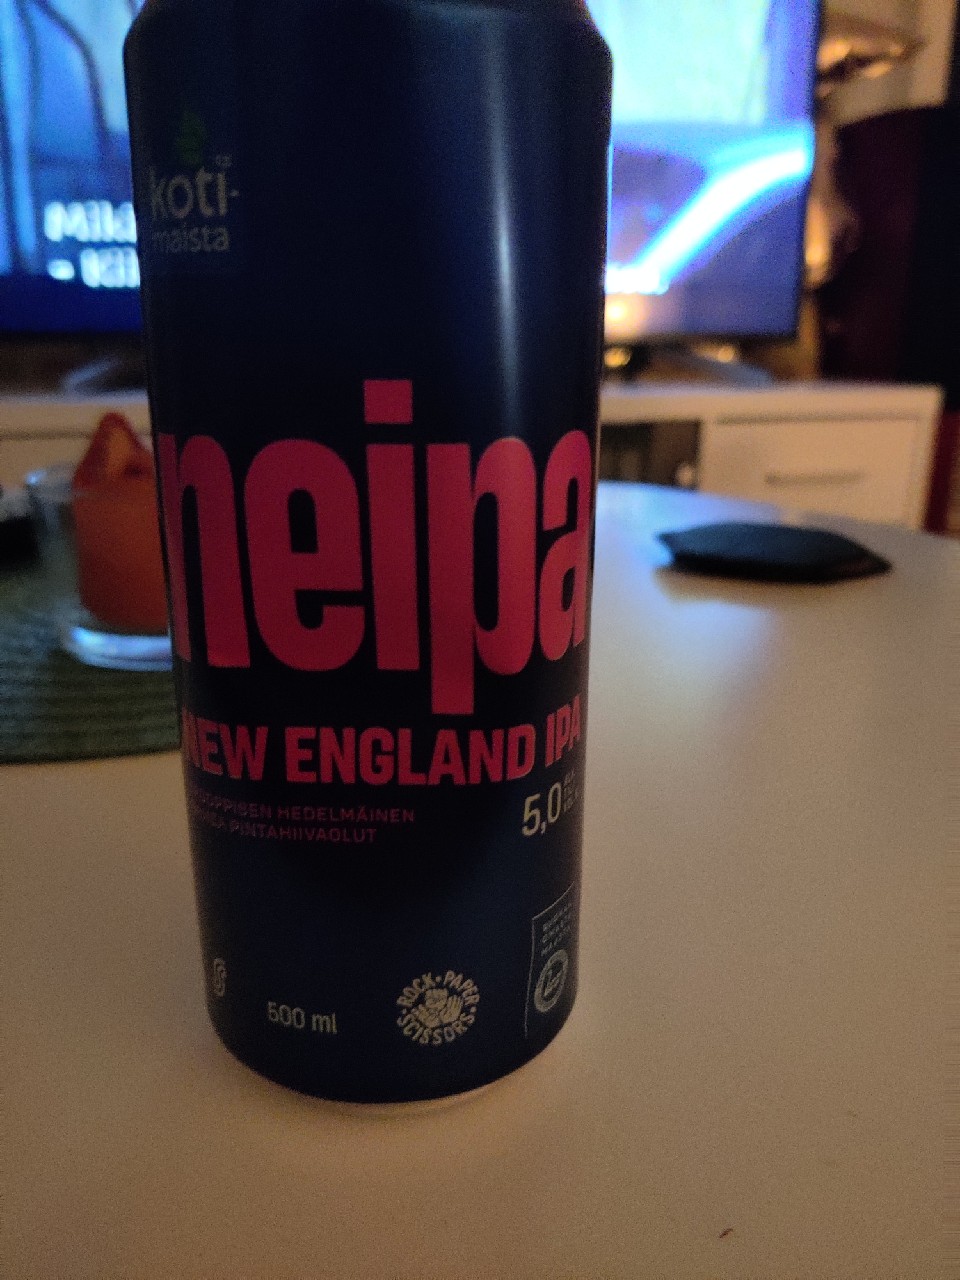 koti-
maista
neipa
NEW ENGLAND IPA
HEDELMÄINEN
PINTAHIIVAOLUT
5,0
500 ml
ROCK • PAPER
• SCISSORS •